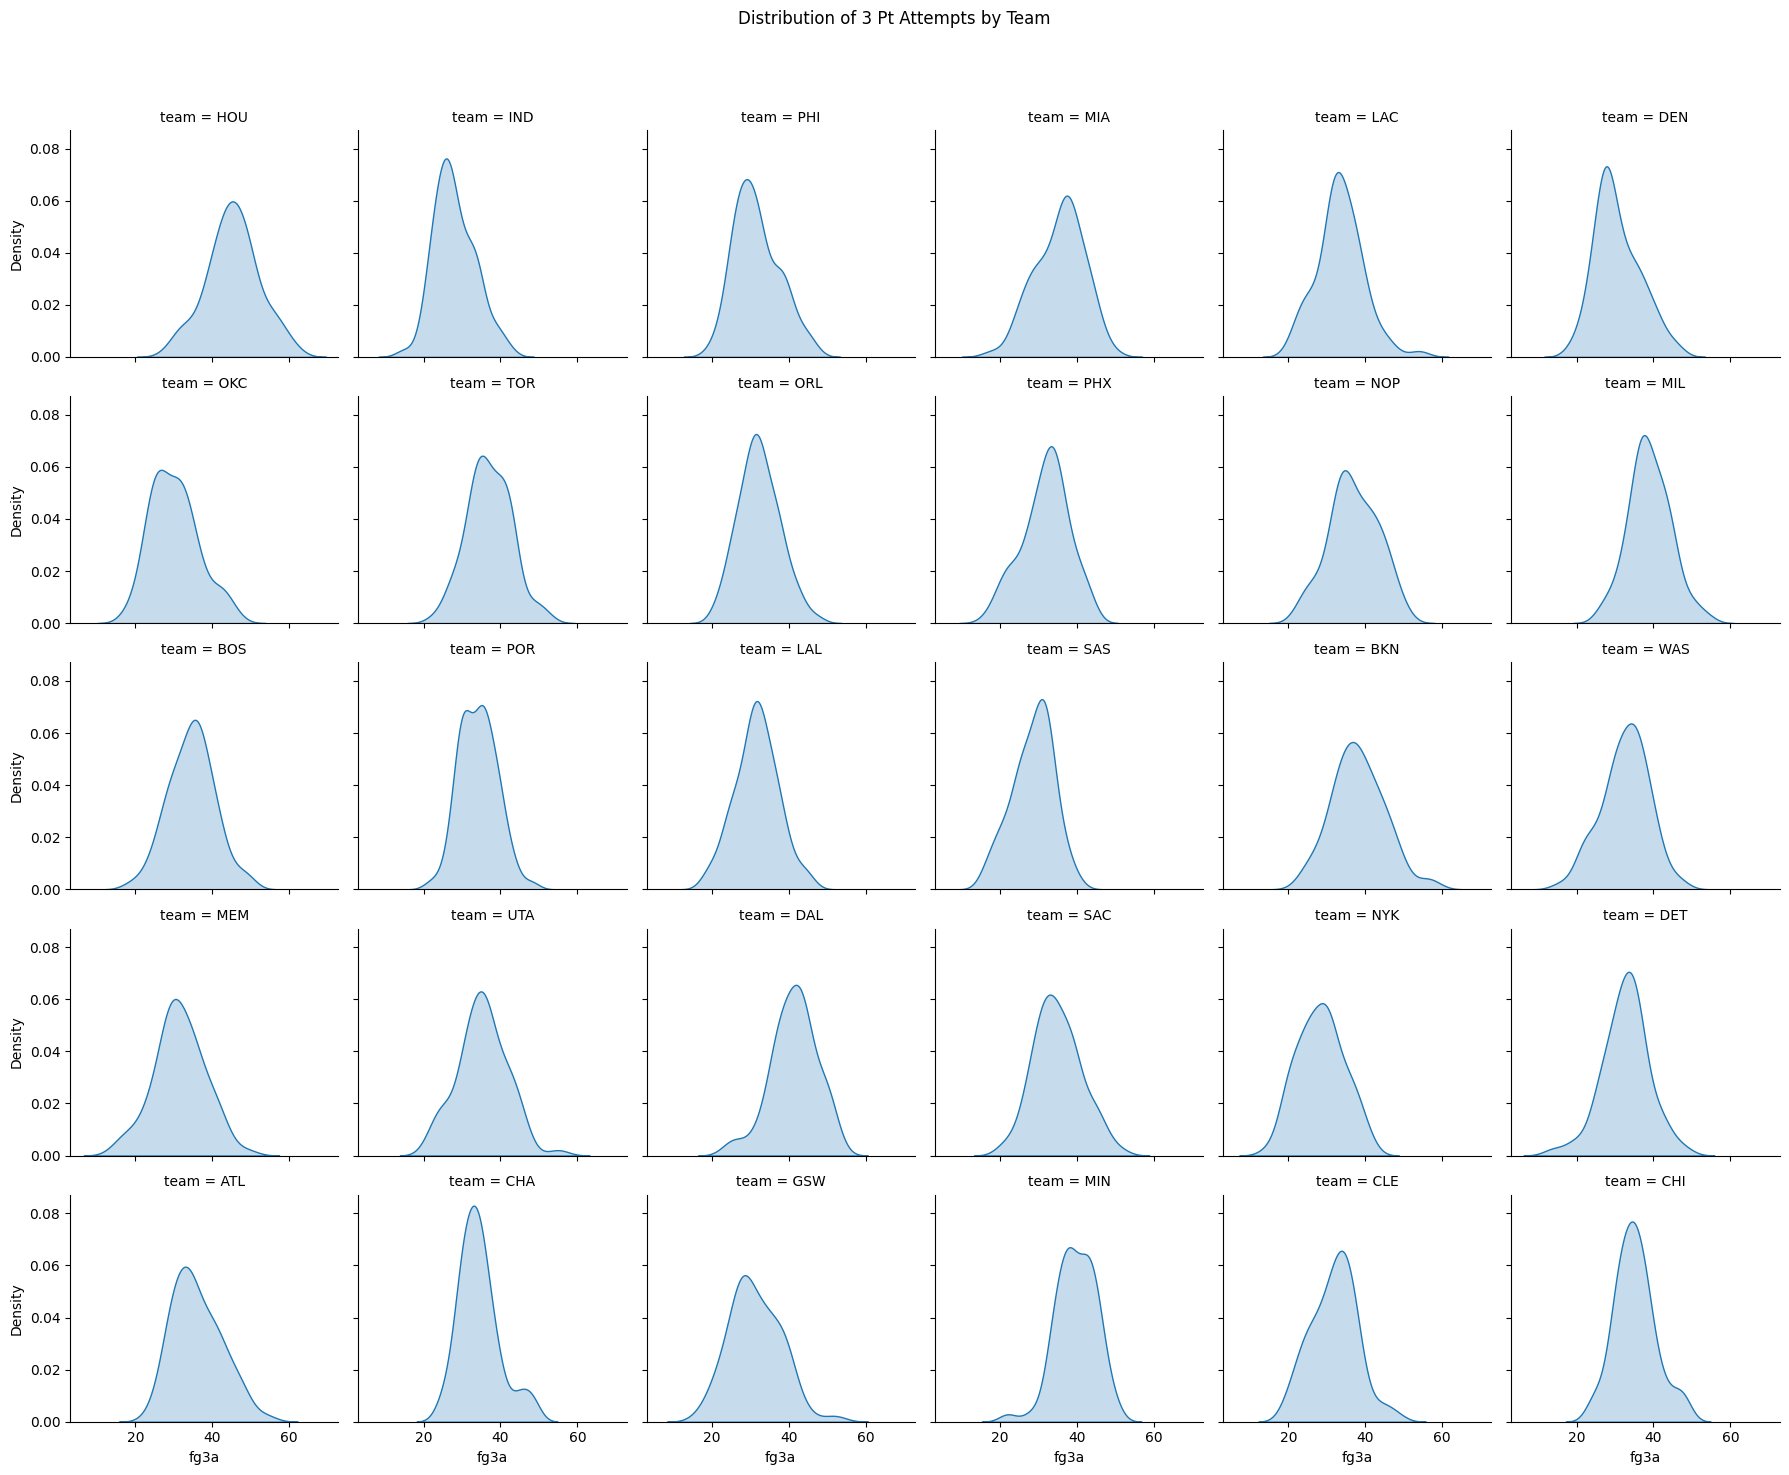 Distribution of 3 Pt Attempts by Team
team = HOU team = IND team = PHI team = MIA team = LAC team = DEN
0.08
0.06
0.04
0.02
0.00
Density
team = OKC team = TOR team = ORL team = PHX team = NOP team = MIL
0.08
0.06
0.04
0.02
0.00
Density
team = BOS team = POR team = LAL team = SAS team = BKN team = WAS
0.08
0.06
0.04
0.02
0.00
Density
team = MEM team = UTA team = DAL team = SAC team = NYK team = DET
0.08
0.06
0.04
0.02
0.00
Density
team = ATL team = CHA team = GSW team = MIN team = CLE team = CHI
0.08
0.06
0.04
0.02
0.00
Density
20 40 60 20 40 60 20 40 60 20 40 60 20 40 60 20 40 60
fg3a fg3a fg3a fg3a fg3a fg3a